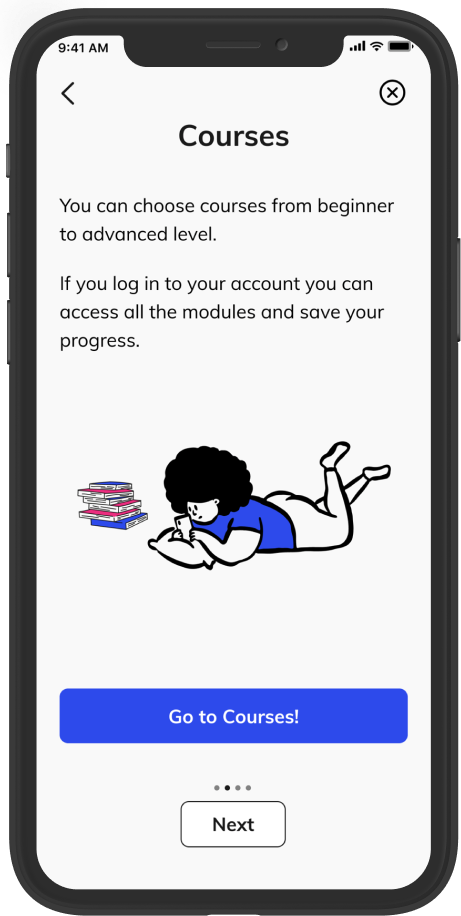 9:41 AM
Courses
You can choose courses from beginner
to advanced level.
If you log in to your account you can
access all the modules and save your
progress.
Go to Courses!
Next